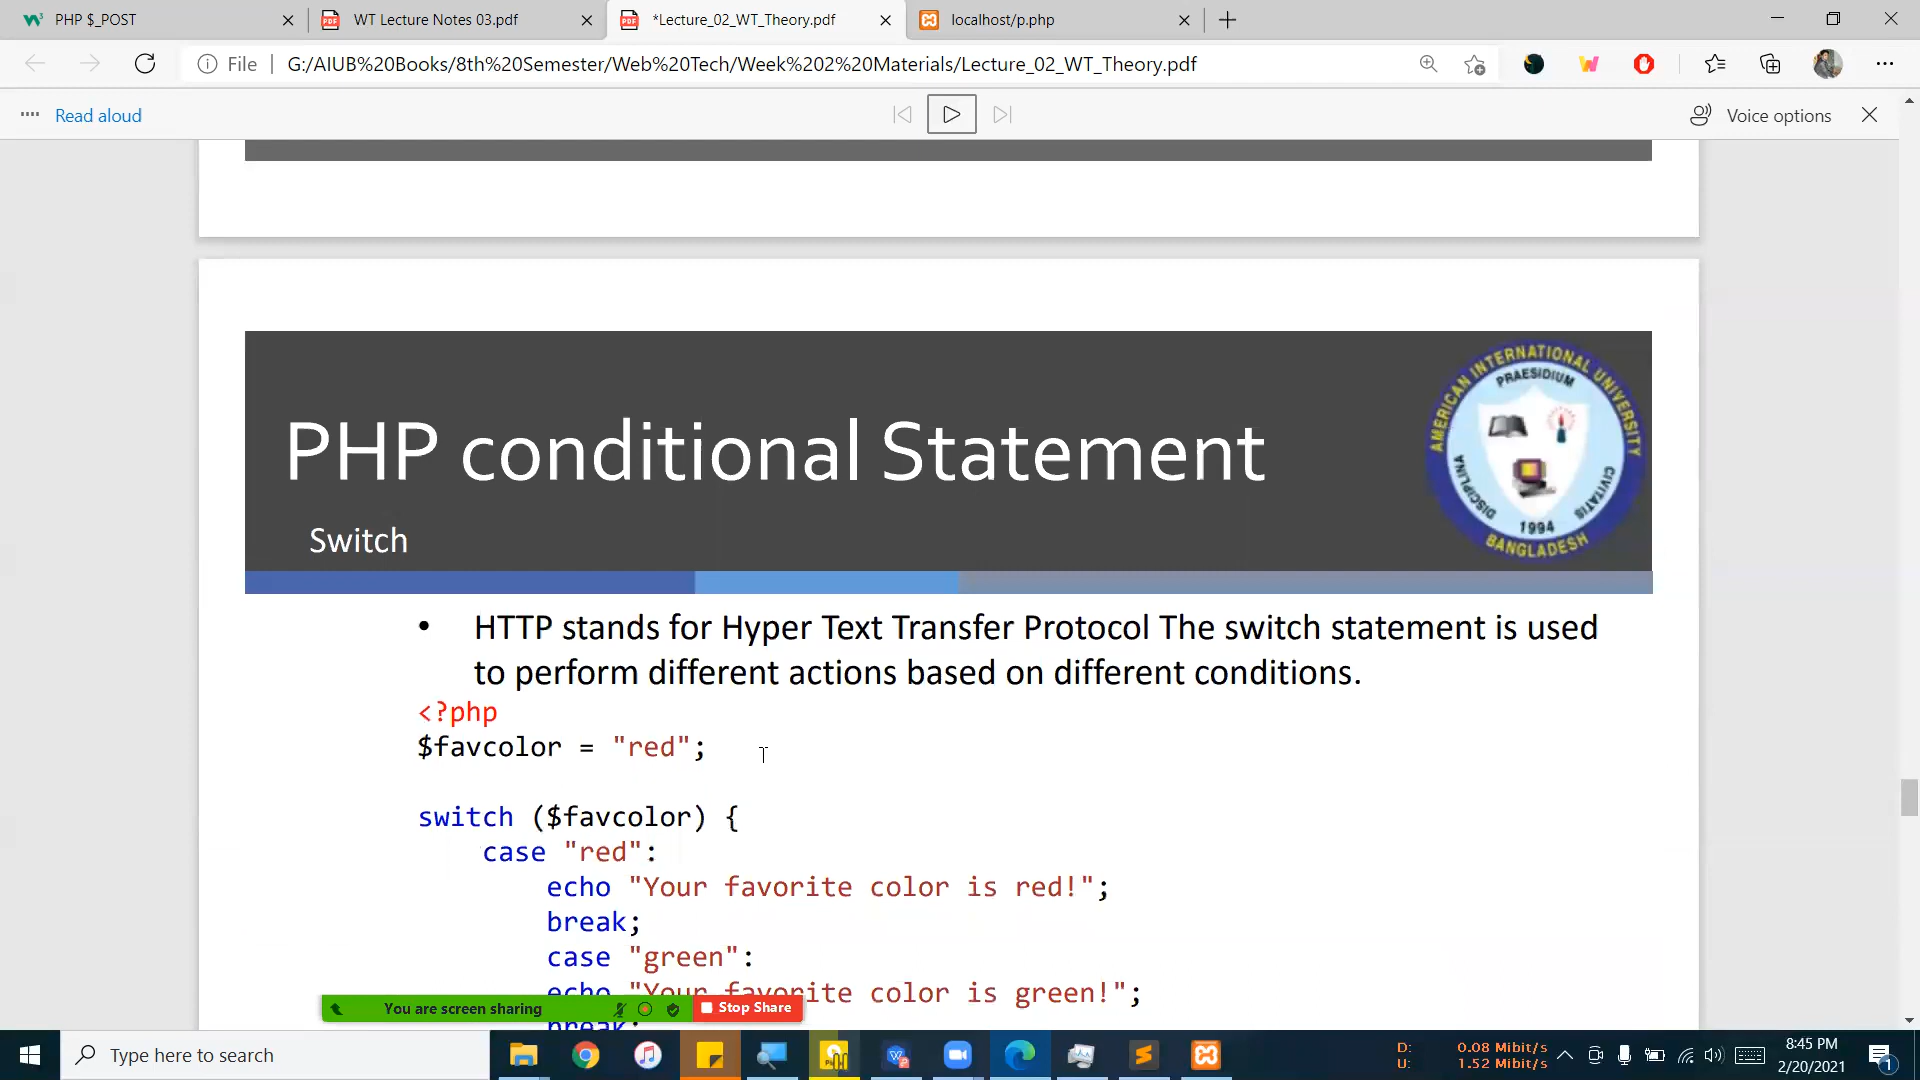 PHP $_POST
WT Lecture Notes 03.pdf
*Lecture_02_WT_Theory.pdf
localhost/p.php
File
G:/AIUB%20Books/8th%20Semester/Web%20Tech/Week%202%20Materials/Lecture_02_WT_Theory.pdf
Read aloud
Voice options
PHP conditional Statement
Switch
AMERICAN INTERNATIONAL UNIVERSITY
PRAESIDIUM
DISCIPLINA
CIVITATIS
1994
BANGLADESH
• HTTP stands for Hyper Text Transfer Protocol The switch statement is used
to perform different actions based on different conditions.
<?php
$favcolor = "red";
switch ($favcolor) {
case "red":
echo "Your favorite color is red!";
break;
case "green":
echo "Your favorite color is green!";
break;
You are screen sharing
Stop Share
Type here to search
D: 0.08 Mibit/s
U: 1.52 Mibit/s
8:45 PM
2/20/2021
1